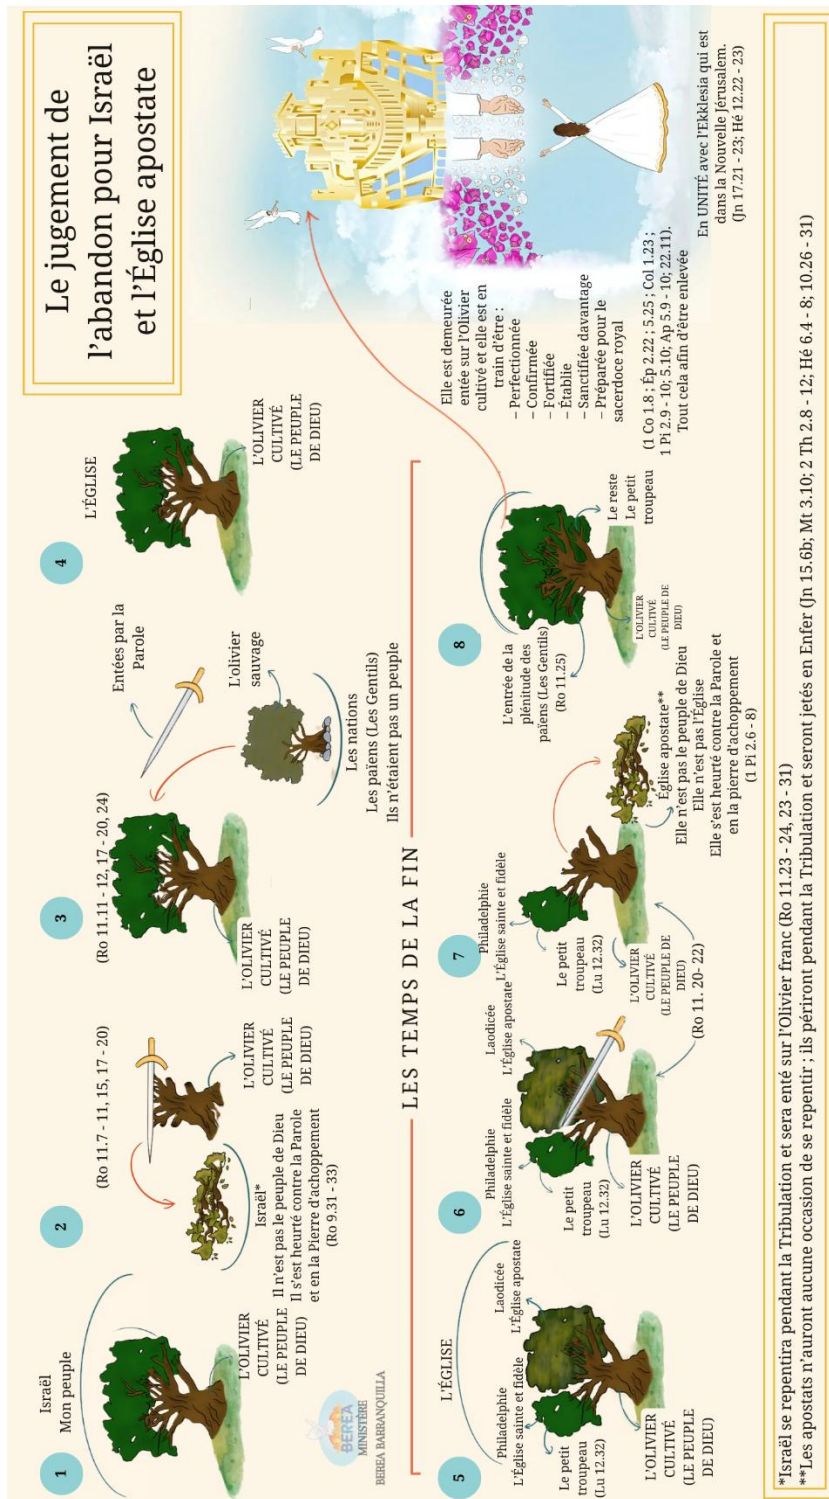 Le jugement de
l'abandon pour Israël
et l'Église apostate
1
Israël
Mon peuple
L'OLIVIER
CULTIVÉ
(LE PEUPLE
DE DIEU)
BEREA
MINISTÈRE
BEREA BARRANQUILLA
2
(Ro 11.7 - 11, 15, 17 - 20)
L'OLIVIER
CULTIVÉ
(LE PEUPLE
DE DIEU)
Israël*
Il n'est pas le peuple de Dieu
Il s'est heurté contre la Parole
et en la Pierre d'achoppement
(Ro 9.31 - 33)
3
(Ro 11.11 - 12, 17 - 20, 24)
L'OLIVIER
CULTIVÉ
(LE PEUPLE
DE DIEU)
Entées par la
Parole
L'olivier
sauvage
Les nations
Les païens (Les Gentils)
Ils n'étaient pas un peuple
4
L'ÉGLISE
L'OLIVIER
CULTIVÉ
(LE PEUPLE
DE DIEU)
LES TEMPS DE LA FIN
5
L'ÉGLISE
Philadelphie
L'Église sainte et fidèle
Laodicée
L'Église apostate
Le petit
troupeau
(Lu 12.32)
L'OLIVIER
CULTIVÉ
(LE PEUPLE
DE DIEU)
6
Philadelphie
L'Église sainte et fidèle
Laodicée
L'Église apostate
Le petit
troupeau
(Lu 12.32)
L'OLIVIER
CULTIVÉ
(LE PEUPLE
DE DIEU)
(Ro 11. 20- 22)
7
Philadelphie
L'Église sainte et fidèle
Le petit
troupeau
(Lu 12.32)
L'OLIVIER
CULTIVÉ
(LE PEUPLE DE
DIEU)
Église apostate**
Elle n'est pas le peuple de Dieu
Elle n'est pas l'Église
Elle s'est heurté contre la Parole et
en la pierre d'achoppement
(1 Pi 2.6 - 8)
8
L'entrée de la
plénitude des
païens (Les Gentils)
(Ro 11.25)
L'OLIVIER
CULTIVÉ
(LE PEUPLE DE
DIEU)
Le reste
Le petit
troupeau
Elle est demeurée
entée sur l'Olivier
cultivé et elle est en
train d'être :
– Perfectionnée
– Confirmée
– Fortifiée
– Établie
– Sanctifiée davantage
– Préparée pour le
sacerdoce royal
(1 Co 1.8 ; Ép 2.22 ; 5.25 ; Col 1.23 ;
1 Pi 2.9 - 10; 5.10; Ap 5.9 - 10; 22.11).
Tout cela afin d'être enlevée
En UNITÉ avec l'Ekklesia qui est
dans la Nouvelle Jérusalem.
(Jn 17.21 - 23; Hé 12.22 - 23)
*Israël se repentira pendant la Tribulation et sera enté sur l'Olivier franc (Ro 11.23 - 24, 23 - 31)
**Les apostats n'auront aucune occasion de se repentir ; ils périront pendant la Tribulation et seront jetés en Enfer (Jn 15.6b; Mt 3.10; 2 Th 2.8 - 12; Hé 6.4 - 8; 10.26 - 31)